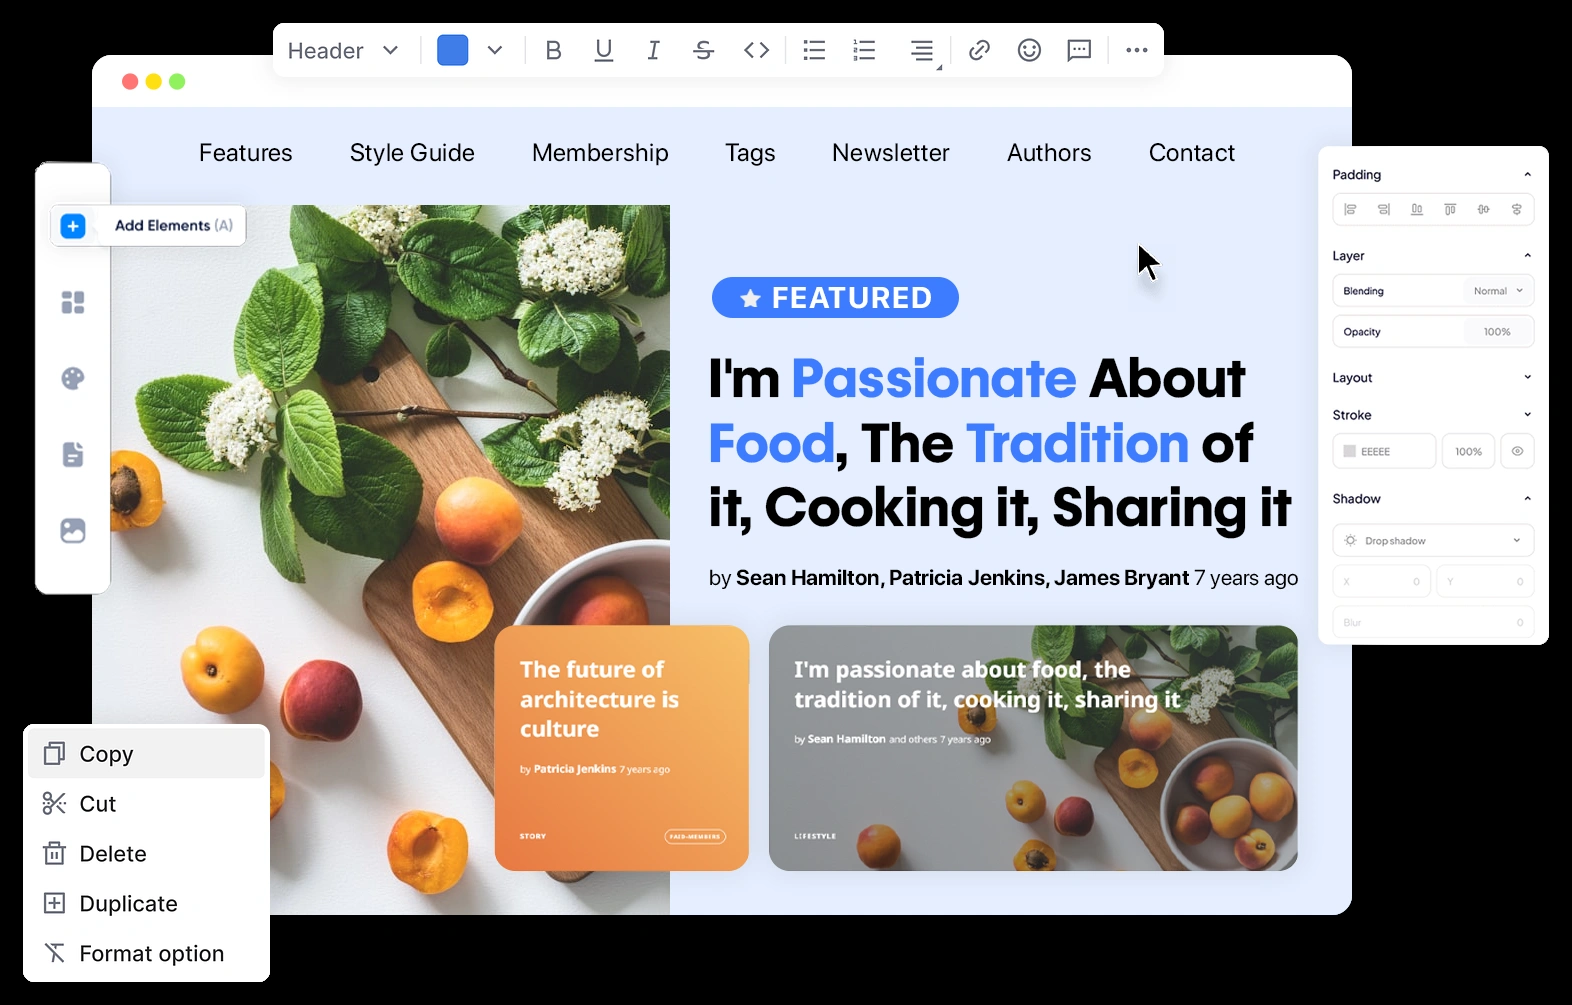 Header
Features Style Guide Membership Tags Newsletter Authors Contact
Add Elements (A)
FEATURED
I'm Passionate About
Food, The Tradition of
it, Cooking it, Sharing it
by Sean Hamilton, Patricia Jenkins, James Bryant 7 years ago
The future of
architecture is
culture
by Patricia Jenkins 7 years ago
STORY
PAID-MEMBERS
I'm passionate about food, the
tradition of it, cooking it, sharing it
by Sean Hamilton and others 7 years ago
LIFESTYLE
Padding
Layer
Blending Normal
Opacity 100%
Layout
Stroke
EEEEE 100%
Shadow
Drop shadow
X 0 Y 0
Blur 0
Copy
Cut
Delete
Duplicate
Format option